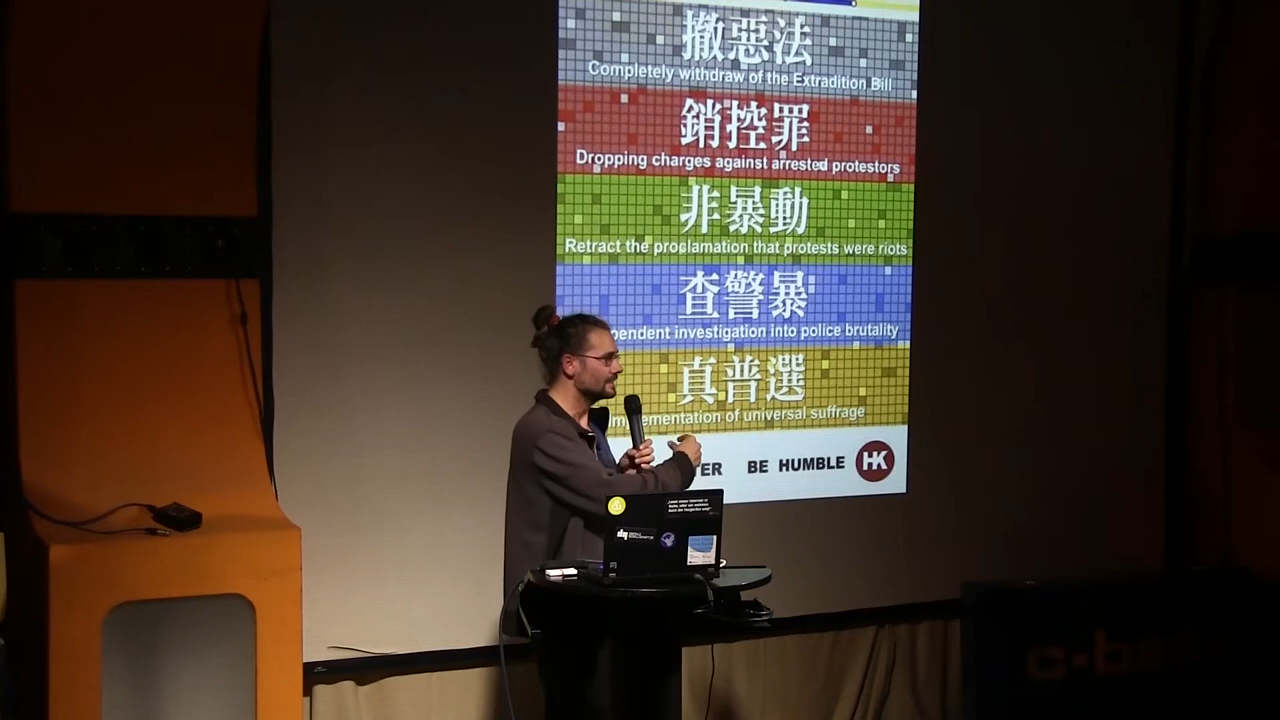 撤惡法
Completely withdraw of the Extradition Bill
銷控罪
Dropping charges against arrested protestors
非暴動
Retract the proclamation that protests were riots
查警暴
investigation into police brutality
真普選
of universal suffrage
BE HUMBLE
HK